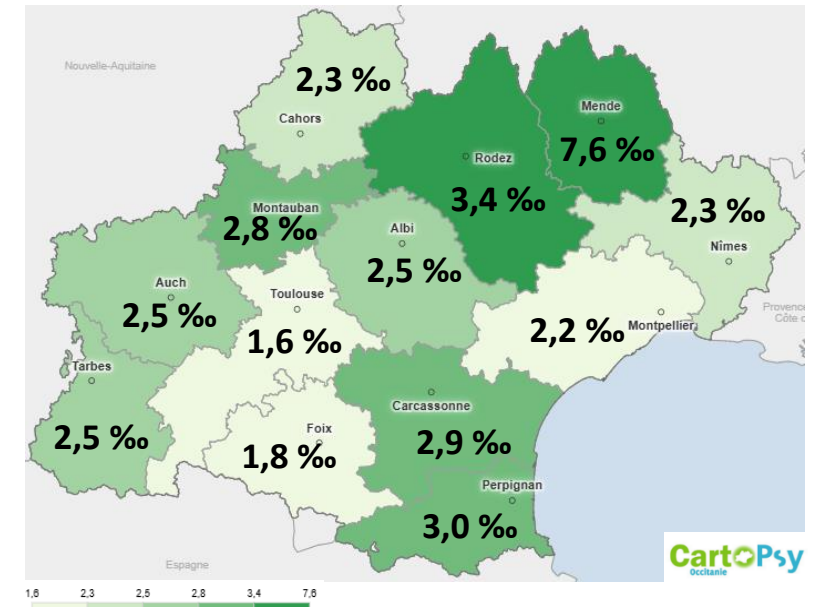 Nouvelle-Aquitaine
2,3 ‰
Cahors
Mende
7,6 ‰
Rodez
3,4 ‰
Montauban
2,8 ‰
Albi
2,5 ‰
2,3 ‰
Nîmes
Auch
2,5 ‰
Toulouse
1,6 ‰
2,2 ‰
Montpellier
Provence
Côte d
Tarbes
2,5 ‰
Foix
1,8 ‰
Carcassonne
2,9 ‰
Perpignan
3,0 ‰
Espagne
CartoPsy
Occitanie
1,6 2,3 2,5 2,8 3,4 7,6